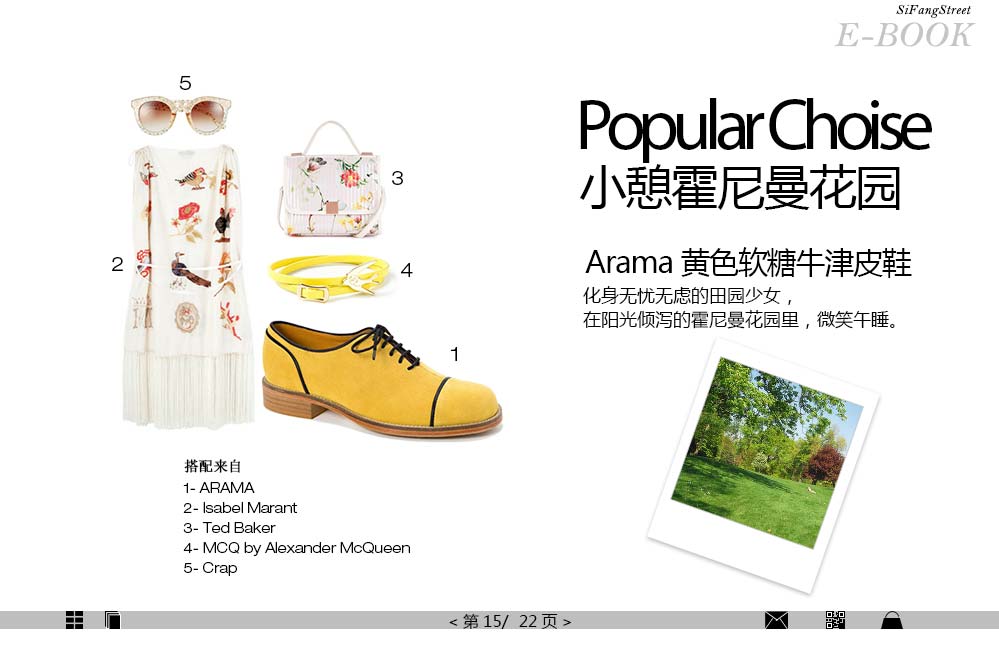 SiFangStreet
E-BOOK
Popular Choise
小憩霍尼曼花园
Arama 黄色软糖牛津皮鞋
化身无忧无虑的田园少女，
在阳光倾泻的霍尼曼花园里，微笑午睡。
5
3
2
4
1
搭配来自
1- ARAMA
2- Isabel Marant
3- Ted Baker
4- MCQ by Alexander McQueen
5- Crap
< 第 15/ 22 页 >